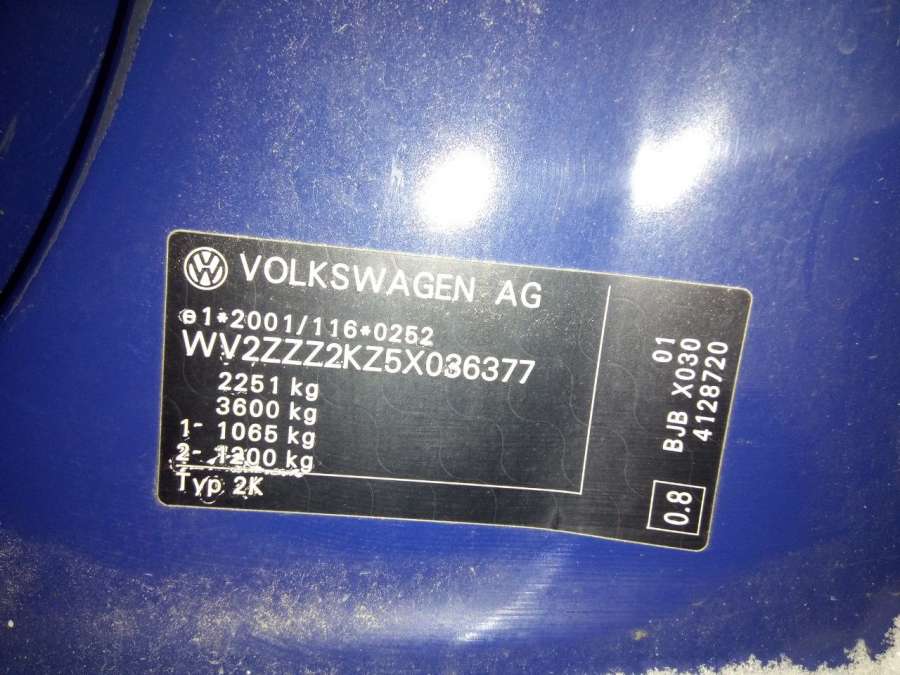 VOLKSWAGEN AG
e1*2001/116*0252
WV2ZZZ2KZ5X036377
2251 kg
3600 kg
1- 1065 kg
2- 1200 kg
Typ 2K
01
BJB X030
4128720
0.8